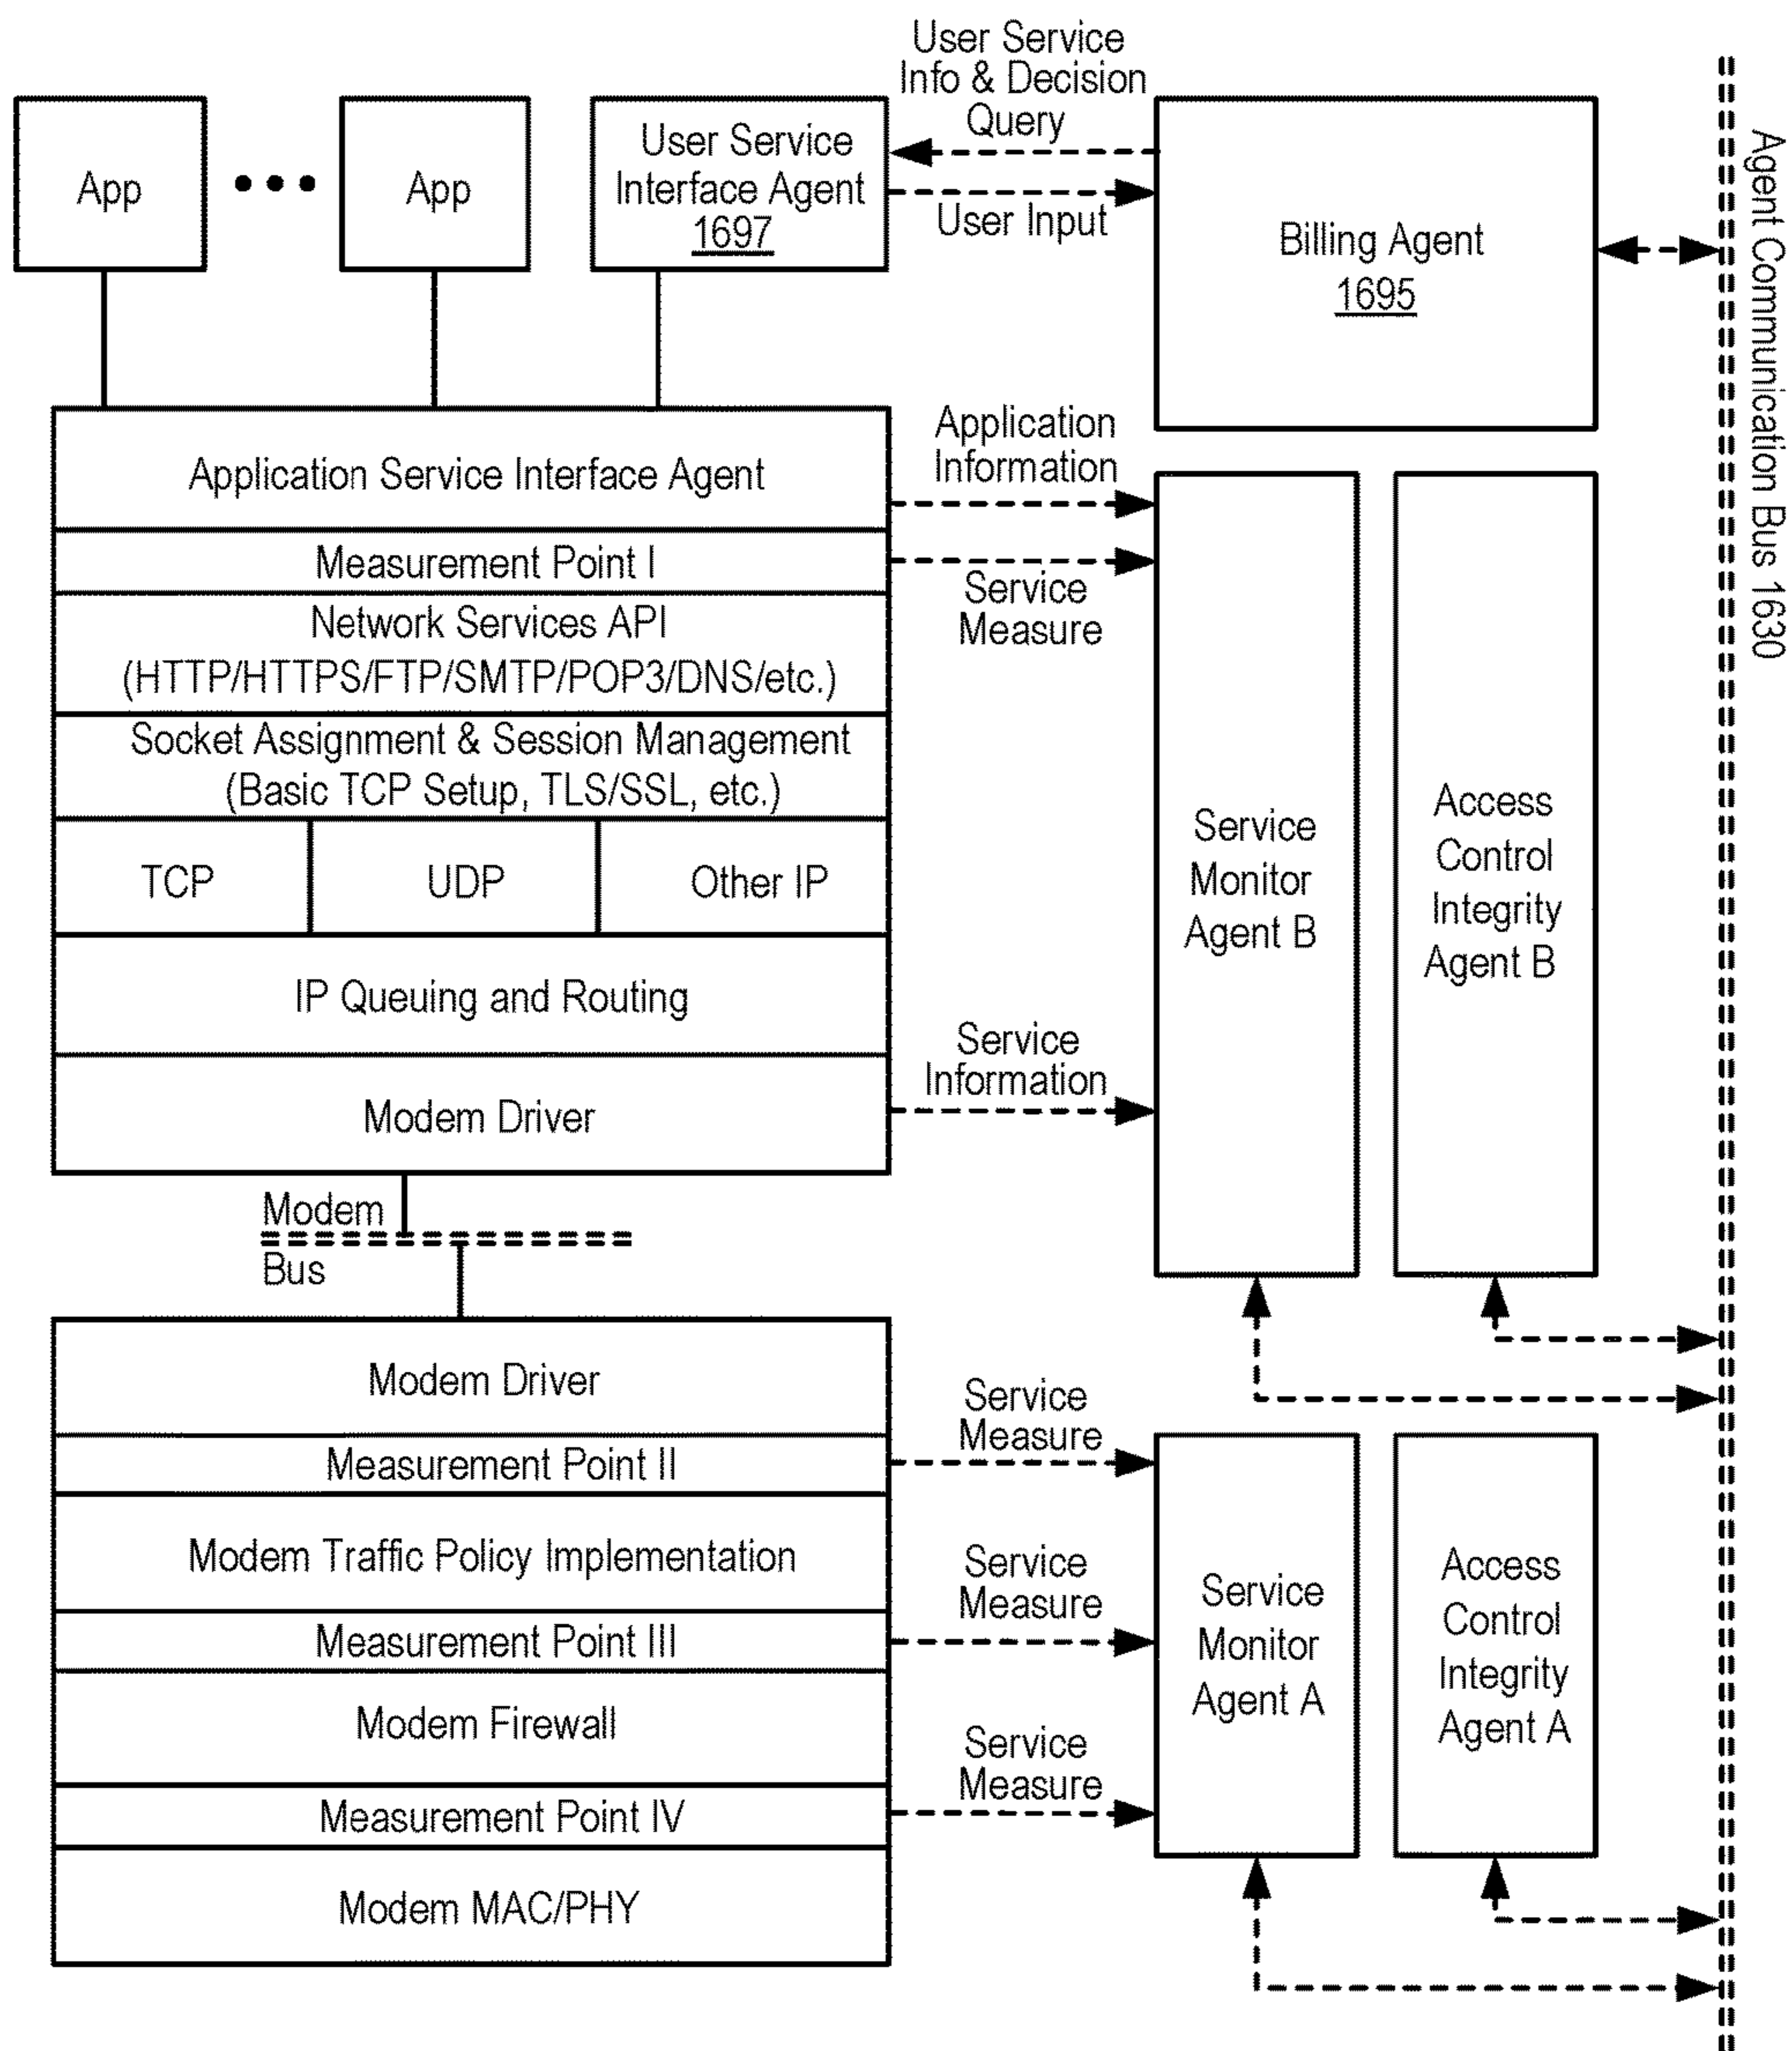 User Service
Info & Decision
Query
App
App
User Service
Interface Agent
1697
User Input
Billing Agent
1695
Agent Communication Bus 1630
Application Service Interface Agent
Application
Information
Measurement Point I
Service
Measure
Network Services API
(HTTP/HTTPS/FTP/SMTP/POP3/DNS/etc.)
Socket Assignment & Session Management
(Basic TCP Setup, TLS/SSL, etc.)
TCP
UDP
Other IP
IP Queuing and Routing
Modem Driver
Service
Information
Service
Monitor
Agent B
Access
Control
Integrity
Agent B
Modem
Bus
Modem Driver
Measurement Point II
Service
Measure
Modem Traffic Policy Implementation
Measurement Point III
Service
Measure
Modem Firewall
Measurement Point IV
Service
Measure
Modem MAC/PHY
Service
Monitor
Agent A
Access
Control
Integrity
Agent A